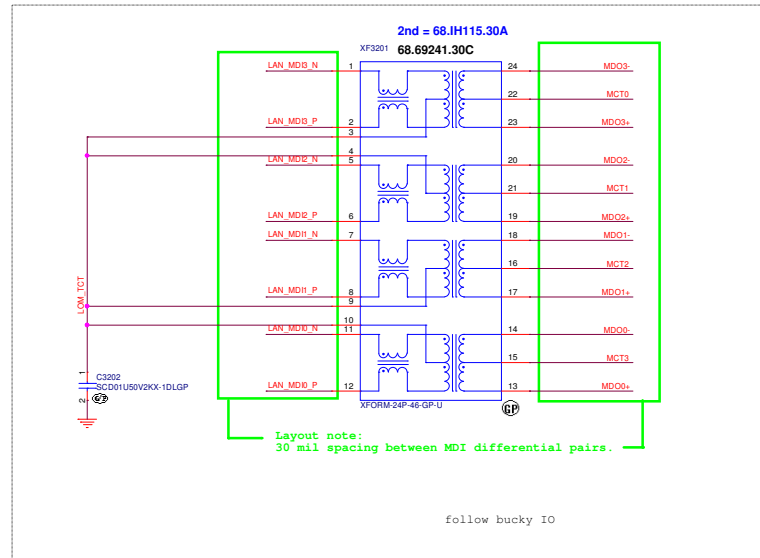 2nd = 68.IH115.30A
XF3201
68.69241.30C
LAN_MDI3_N
1
24
MDO3-
22
MCT0
LAN_MDI3_P
2
23
MDO3+
3
4
LAN_MDI2_N
5
20
MDO2-
21
MCT1
LAN_MDI2_P
6
19
MDO2+
LAN_MDI1_N
7
18
MDO1-
16
MCT2
LAN_MDI1_P
8
17
MDO1+
9
LOM_TCT
10
LAN_MDI0_N
11
14
MDO0-
15
MCT3
LAN_MDI0_P
12
13
MDO0+
1
C3202
SCD01U50V2KX-1DLGP
2
XFORM-24P-46-GP-U
GP
Layout note:
30 mil spacing between MDI differential pairs.
follow bucky IO